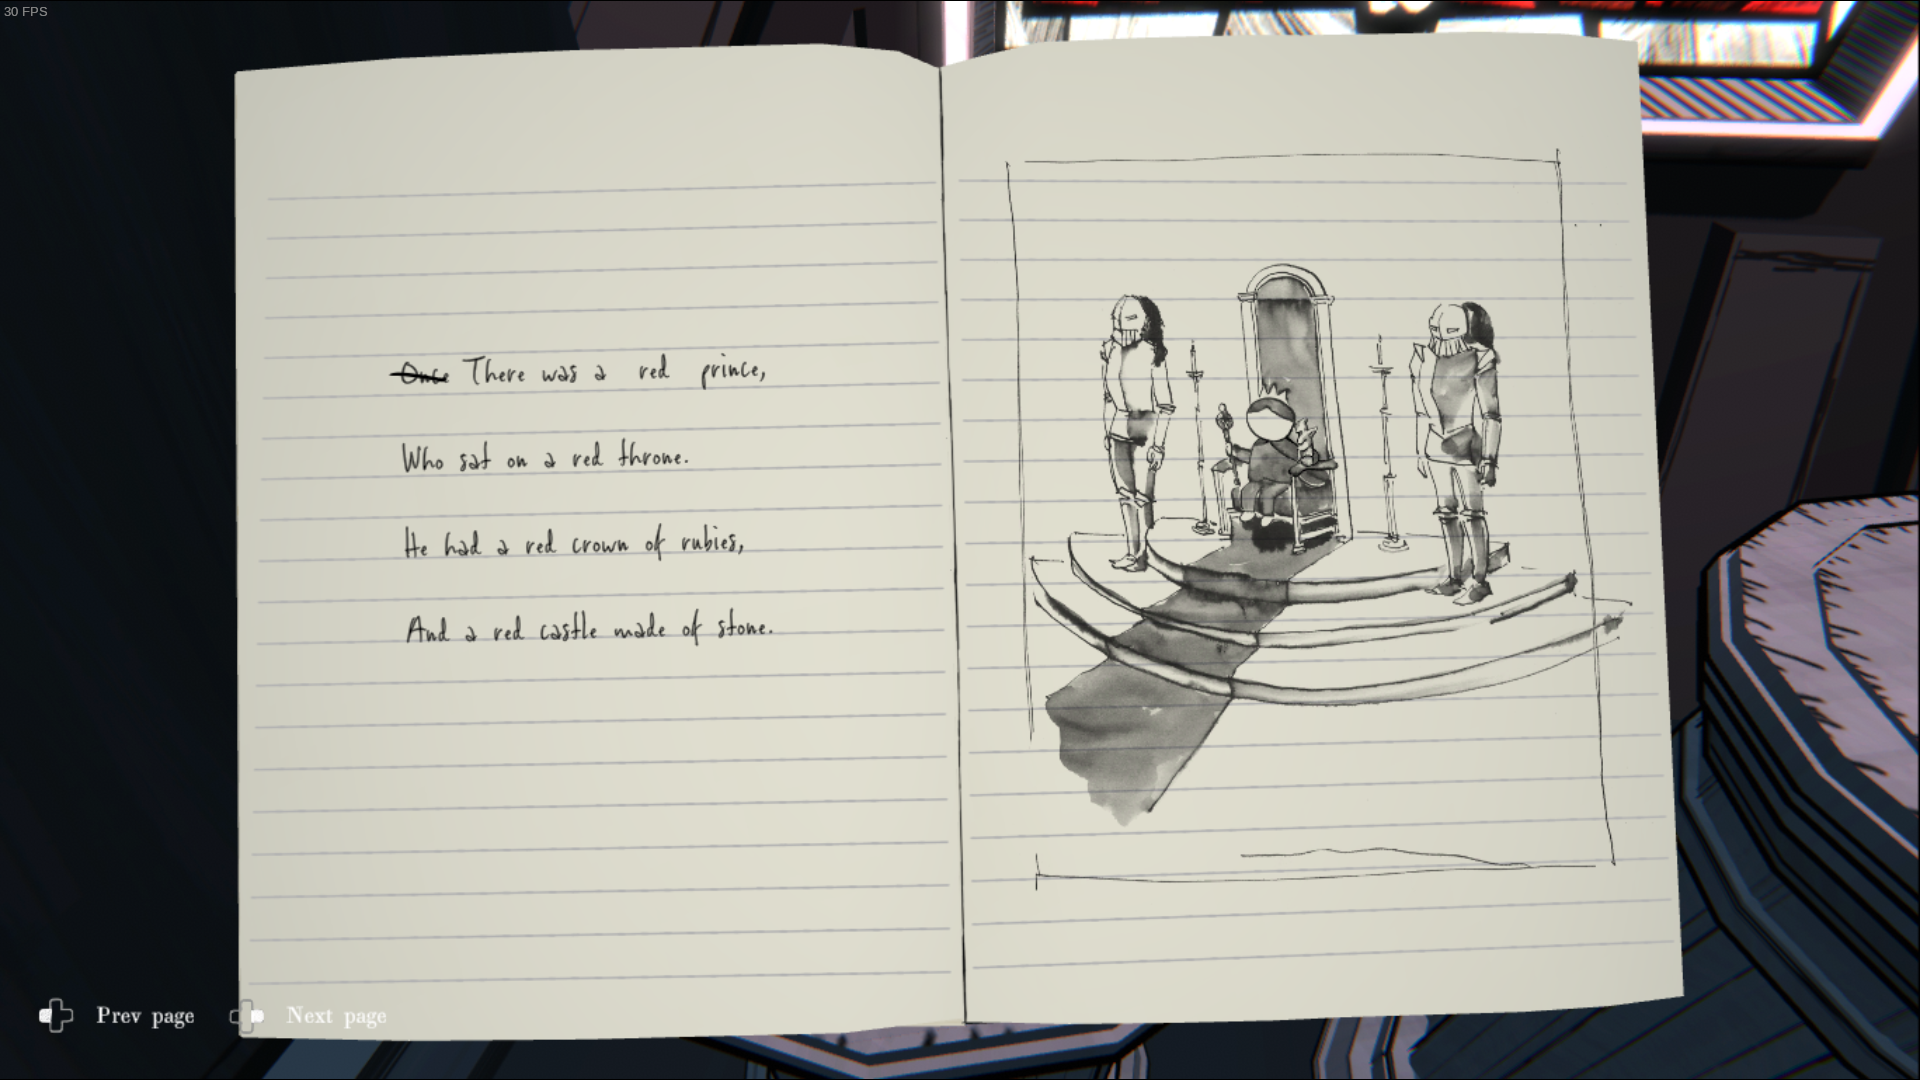 30 FPS
Once There was a red prince,
Who sat on a red throne.
He had a red crown of rubies,
And a red castle made of stone.
Prev page Next page